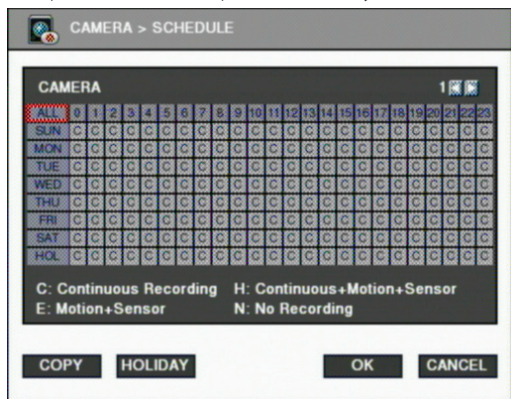 CAMERA > SCHEDULE
CAMERA 1
ALL 0 1 2 3 4 5 6 7 8 9 10 11 12 13 14 15 16 17 18 19 20 21 22 23
SUN C C C C C C C C C C C C C C C C C C C C C C C C
MON C C C C C C C C C C C C C C C C C C C C C C C C
TUE C C C C C C C C C C C C C C C C C C C C C C C C
WED C C C C C C C C C C C C C C C C C C C C C C C C
THU C C C C C C C C C C C C C C C C C C C C C C C C
FRI C C C C C C C C C C C C C C C C C C C C C C C C
SAT C C C C C C C C C C C C C C C C C C C C C C C C
HOL C C C C C C C C C C C C C C C C C C C C C C C C
C: Continuous Recording H: Continuous+Motion+Sensor
E: Motion+Sensor N: No Recording
COPY HOLIDAY OK CANCEL